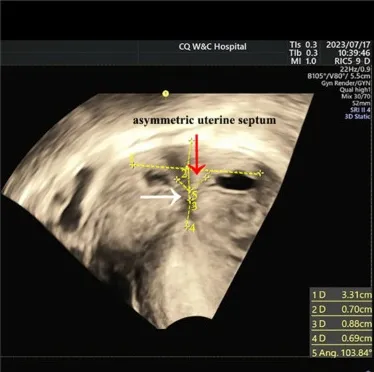 CQ W&C Hospital
TIs 0.3 2023/07/17
TIb 0.3 10:39:46
MI 1.0 RIC5 9 D
22Hz/0.9
B105°/V80°/ 5.5cm
Gyn Render/GYN
Qual high1
Mix 30/70
S2mm
SRI II 4
3D Static
asymmetric uterine septum
4
1 D 3.31cm
2 D 0.70cm
3 D 0.88cm
4 D 0.69cm
5 Ang. 103.84°